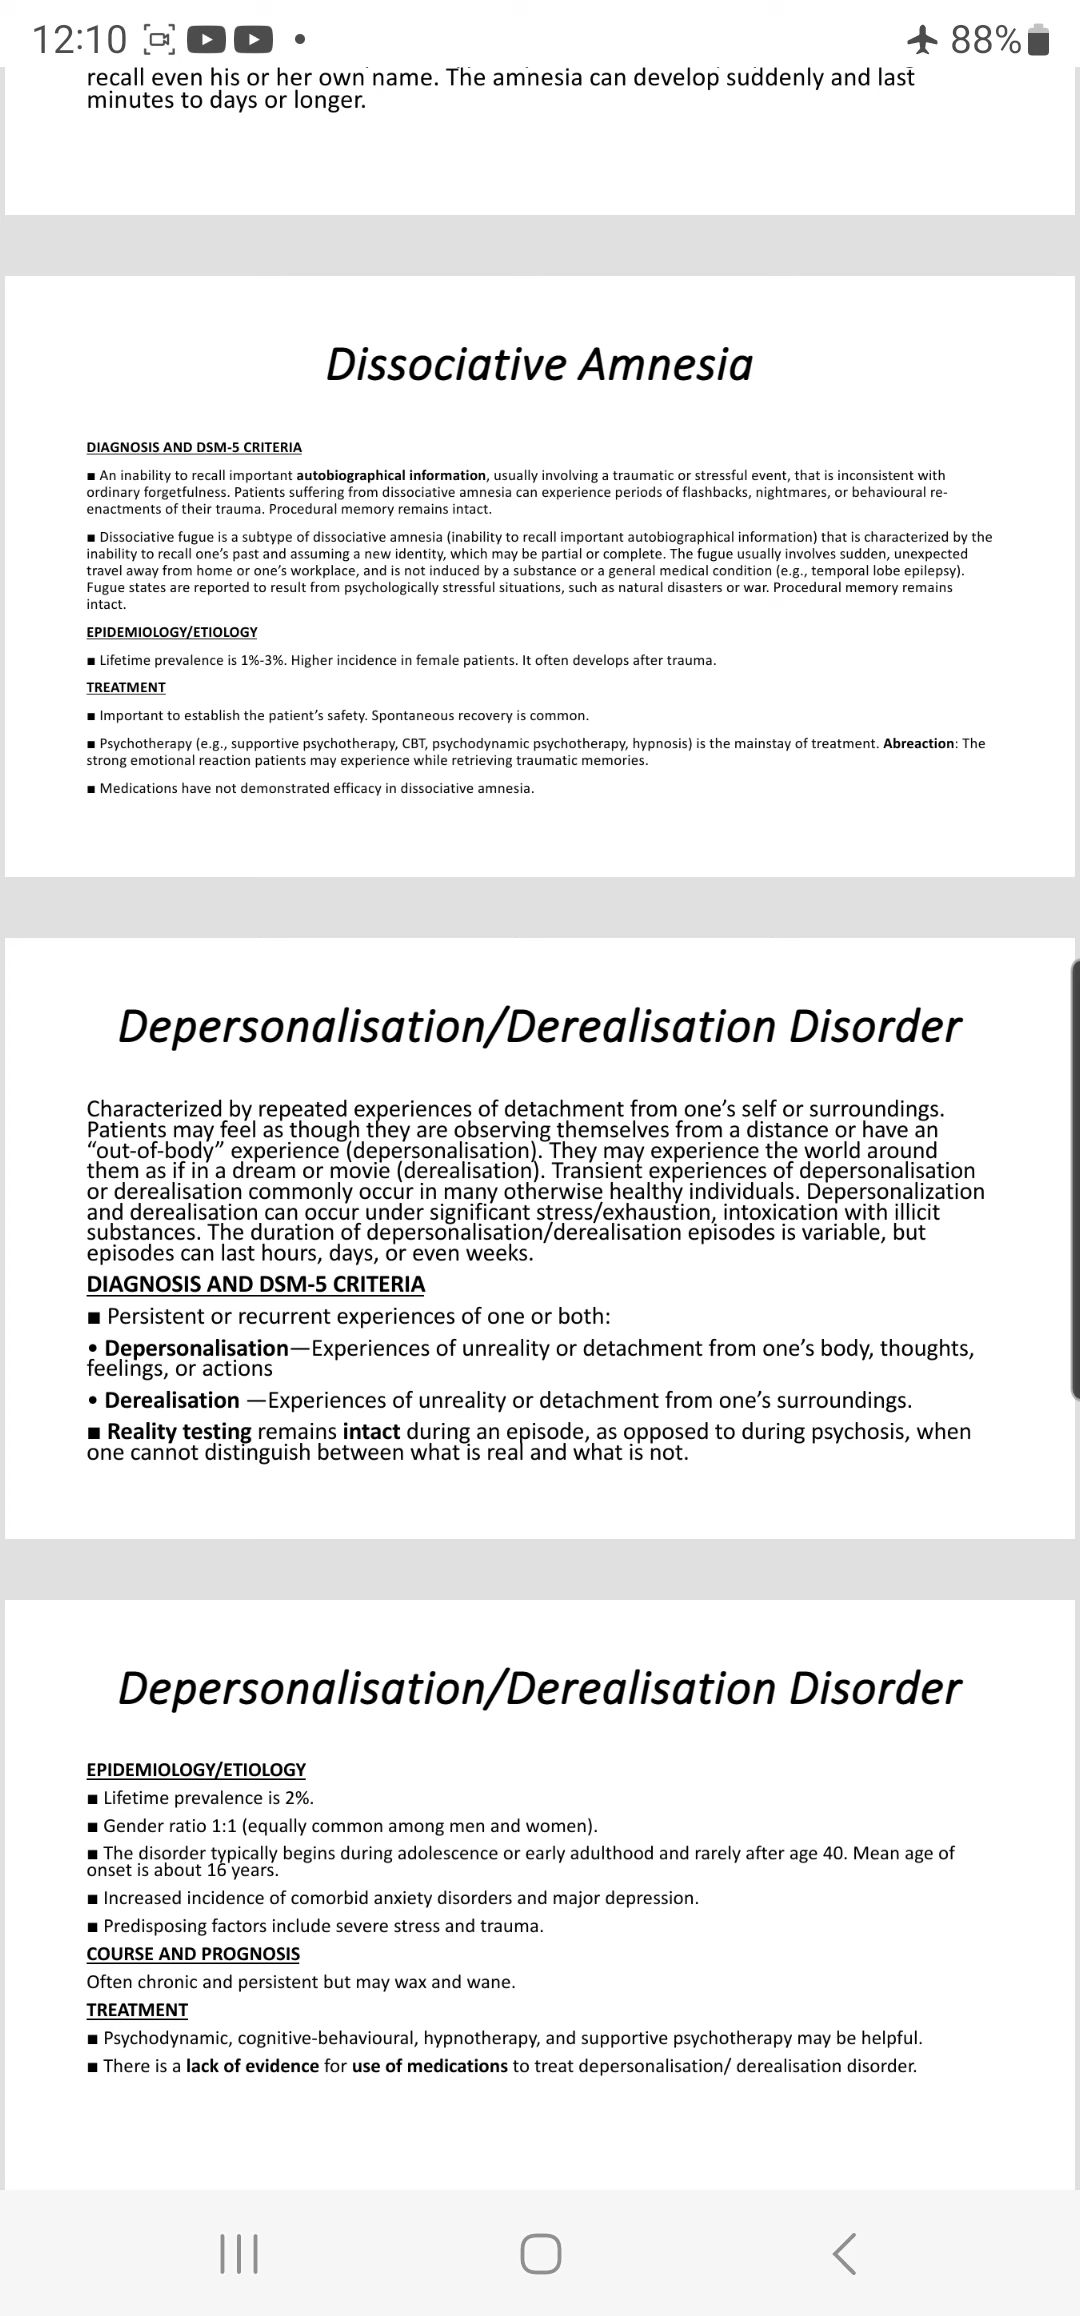 12:10
88%
recall even his or her own name. The amnesia can develop suddenly and last
minutes to days or longer.
Dissociative Amnesia
DIAGNOSIS AND DSM-5 CRITERIA
■ An inability to recall important autobiographical information, usually involving a traumatic or stressful event, that is inconsistent with
ordinary forgetfulness. Patients suffering from dissociative amnesia can experience periods of flashbacks, nightmares, or behavioural re-
enactments of their trauma. Procedural memory remains intact.
■ Dissociative fugue is a subtype of dissociative amnesia (inability to recall important autobiographical information) that is characterized by the
inability to recall one’s past and assuming a new identity, which may be partial or complete. The fugue usually involves sudden, unexpected
travel away from home or one’s workplace, and is not induced by a substance or a general medical condition (e.g., temporal lobe epilepsy).
Fugue states are reported to result from psychologically stressful situations, such as natural disasters or war. Procedural memory remains
intact.
EPIDEMIOLOGY/ETIOLOGY
■ Lifetime prevalence is 1%-3%. Higher incidence in female patients. It often develops after trauma.
TREATMENT
■ Important to establish the patient’s safety. Spontaneous recovery is common.
■ Psychotherapy (e.g., supportive psychotherapy, CBT, psychodynamic psychotherapy, hypnosis) is the mainstay of treatment. Abreaction: The
strong emotional reaction patients may experience while retrieving traumatic memories.
■ Medications have not demonstrated efficacy in dissociative amnesia.
Depersonalisation/Derealisation Disorder
Characterized by repeated experiences of detachment from one’s self or surroundings.
Patients may feel as though they are observing themselves from a distance or have an
“out-of-body” experience (depersonalisation). They may experience the world around
them as if in a dream or movie (derealisation). Transient experiences of depersonalisation
or derealisation commonly occur in many otherwise healthy individuals. Depersonalization
and derealisation can occur under significant stress/exhaustion, intoxication with illicit
substances. The duration of depersonalisation/derealisation episodes is variable, but
episodes can last hours, days, or even weeks.
DIAGNOSIS AND DSM-5 CRITERIA
■ Persistent or recurrent experiences of one or both:
• Depersonalisation—Experiences of unreality or detachment from one’s body, thoughts,
feelings, or actions
• Derealisation —Experiences of unreality or detachment from one’s surroundings.
■ Reality testing remains intact during an episode, as opposed to during psychosis, when
one cannot distinguish between what is real and what is not.
Depersonalisation/Derealisation Disorder
EPIDEMIOLOGY/ETIOLOGY
■ Lifetime prevalence is 2%.
■ Gender ratio 1:1 (equally common among men and women).
■ The disorder typically begins during adolescence or early adulthood and rarely after age 40. Mean age of
onset is about 16 years.
■ Increased incidence of comorbid anxiety disorders and major depression.
■ Predisposing factors include severe stress and trauma.
COURSE AND PROGNOSIS
Often chronic and persistent but may wax and wane.
TREATMENT
■ Psychodynamic, cognitive-behavioural, hypnotherapy, and supportive psychotherapy may be helpful.
■ There is a lack of evidence for use of medications to treat depersonalisation/ derealisation disorder.